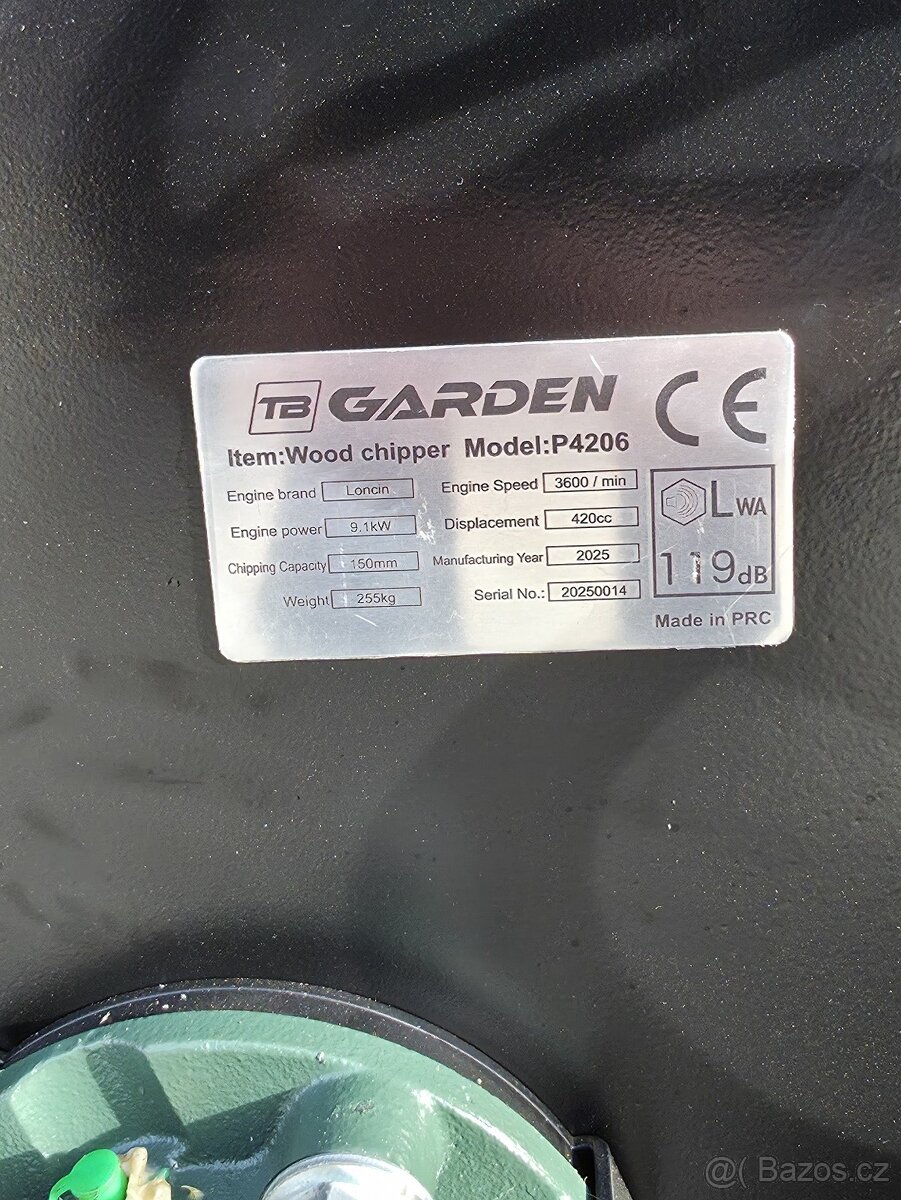 TB GARDEN CE
Item:Wood chipper Model:P4206
Engine brand Loncin Engine Speed 3600 / min
Engine power 9.1kW Displacement 420cc
Chipping Capacity 150mm Manufacturing Year 2025
Weight 255kg Serial No.: 20250014
LWA
119dB
Made in PRC
@( Bazos.cz